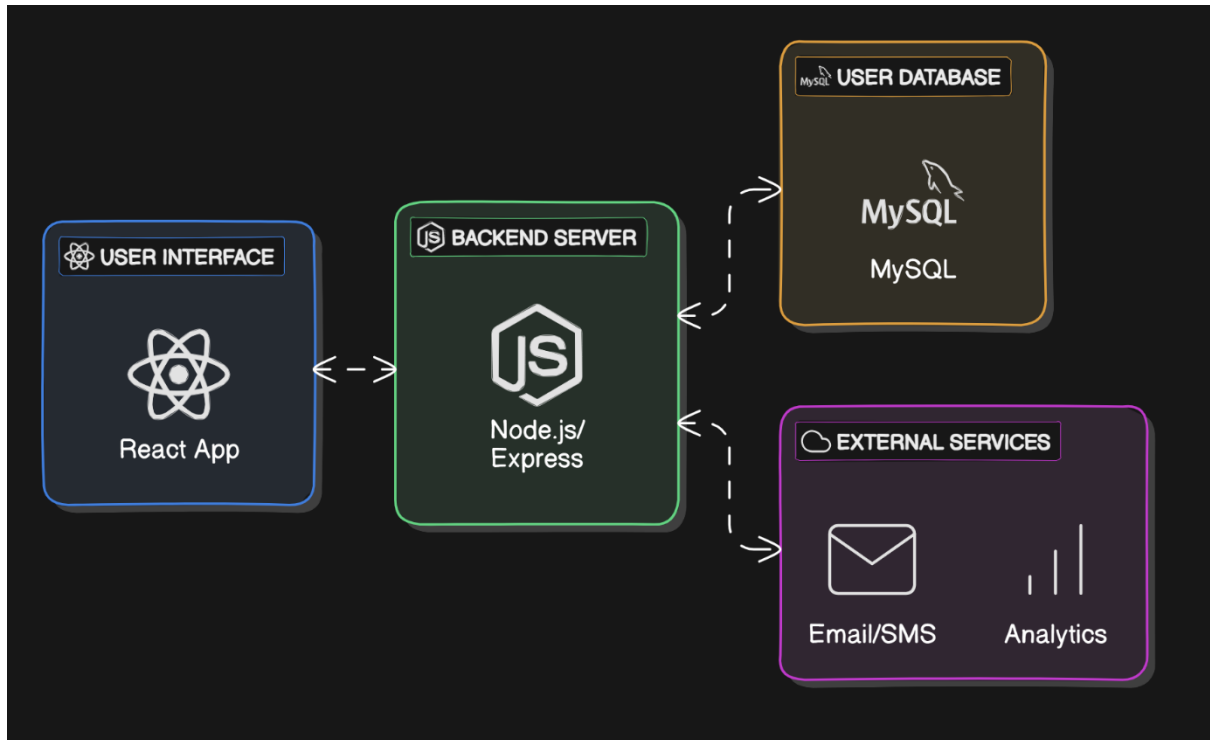 USER INTERFACE
React App
JS BACKEND SERVER
JS
Node.js/
Express
MySQL USER DATABASE
MySQL
MySQL
EXTERNAL SERVICES
Email/SMS
Analytics